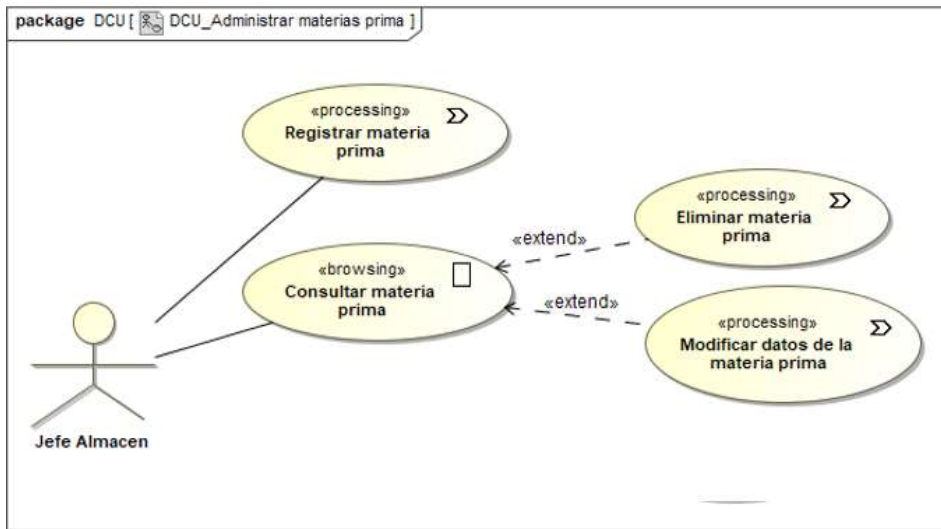 package DCU [ DCU_Administrar materias prima ]
«processing»
Registrar materia
prima
«processing»
Eliminar materia
prima
«extend»
«browsing»
Consultar materia
prima
«extend»
«processing»
Modificar datos de la
materia prima
Jefe Almacen